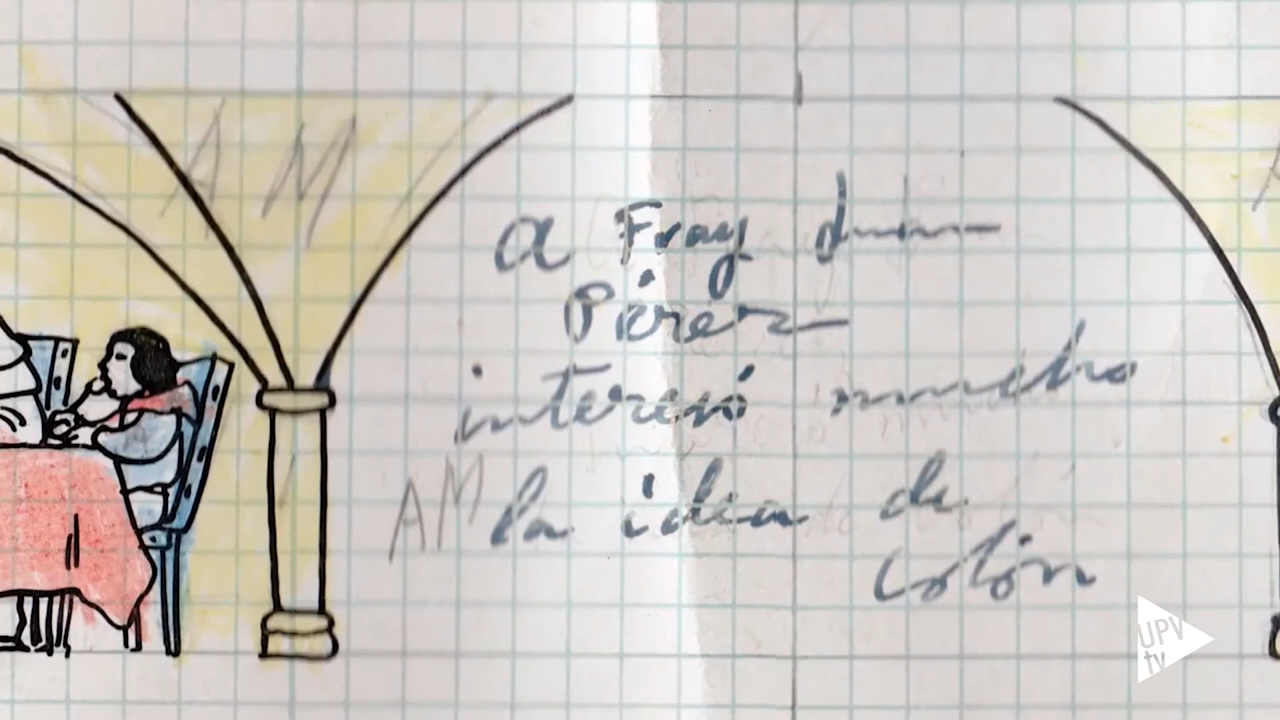 AM
a Fray Juan
Pérez
interesó mucho
AM
la idea de
Colón
UPV
tv